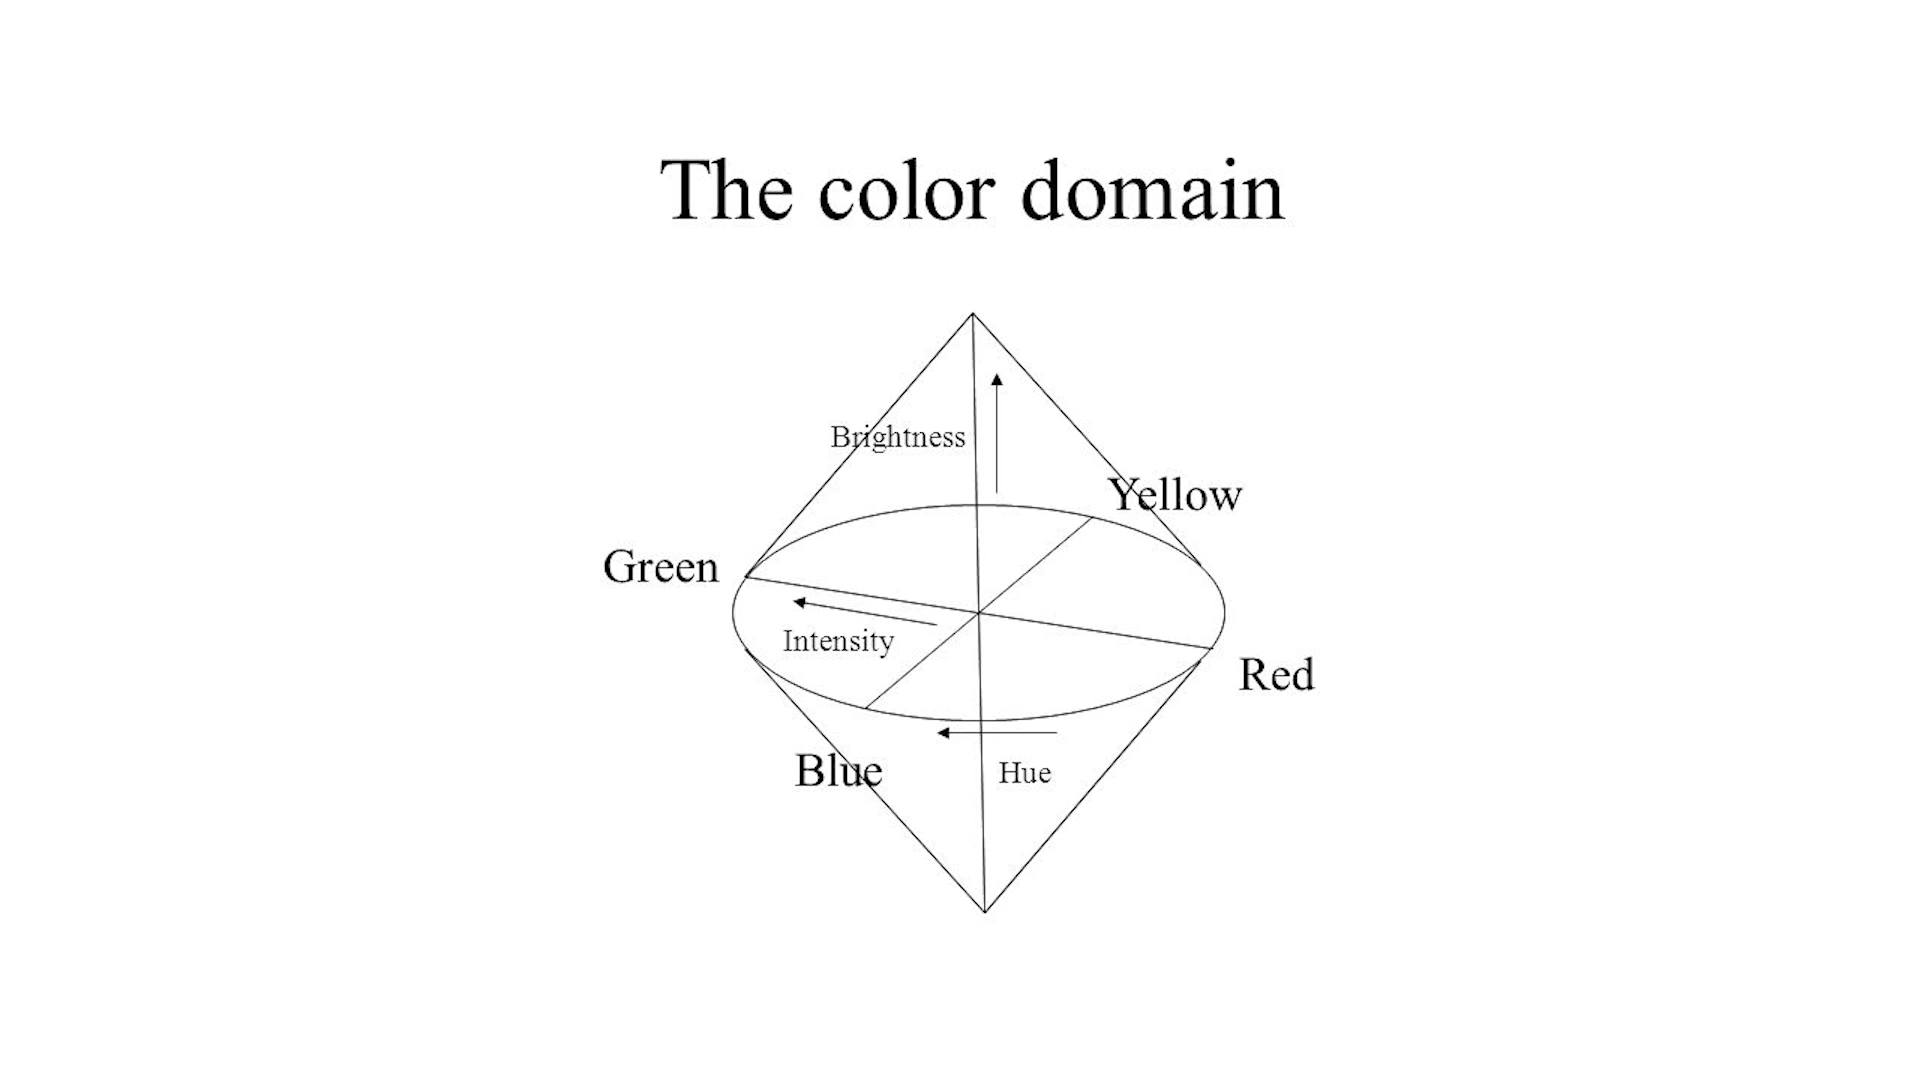 The color domain
Brightness
Yellow
Green
Intensity
Red
Blue
Hue